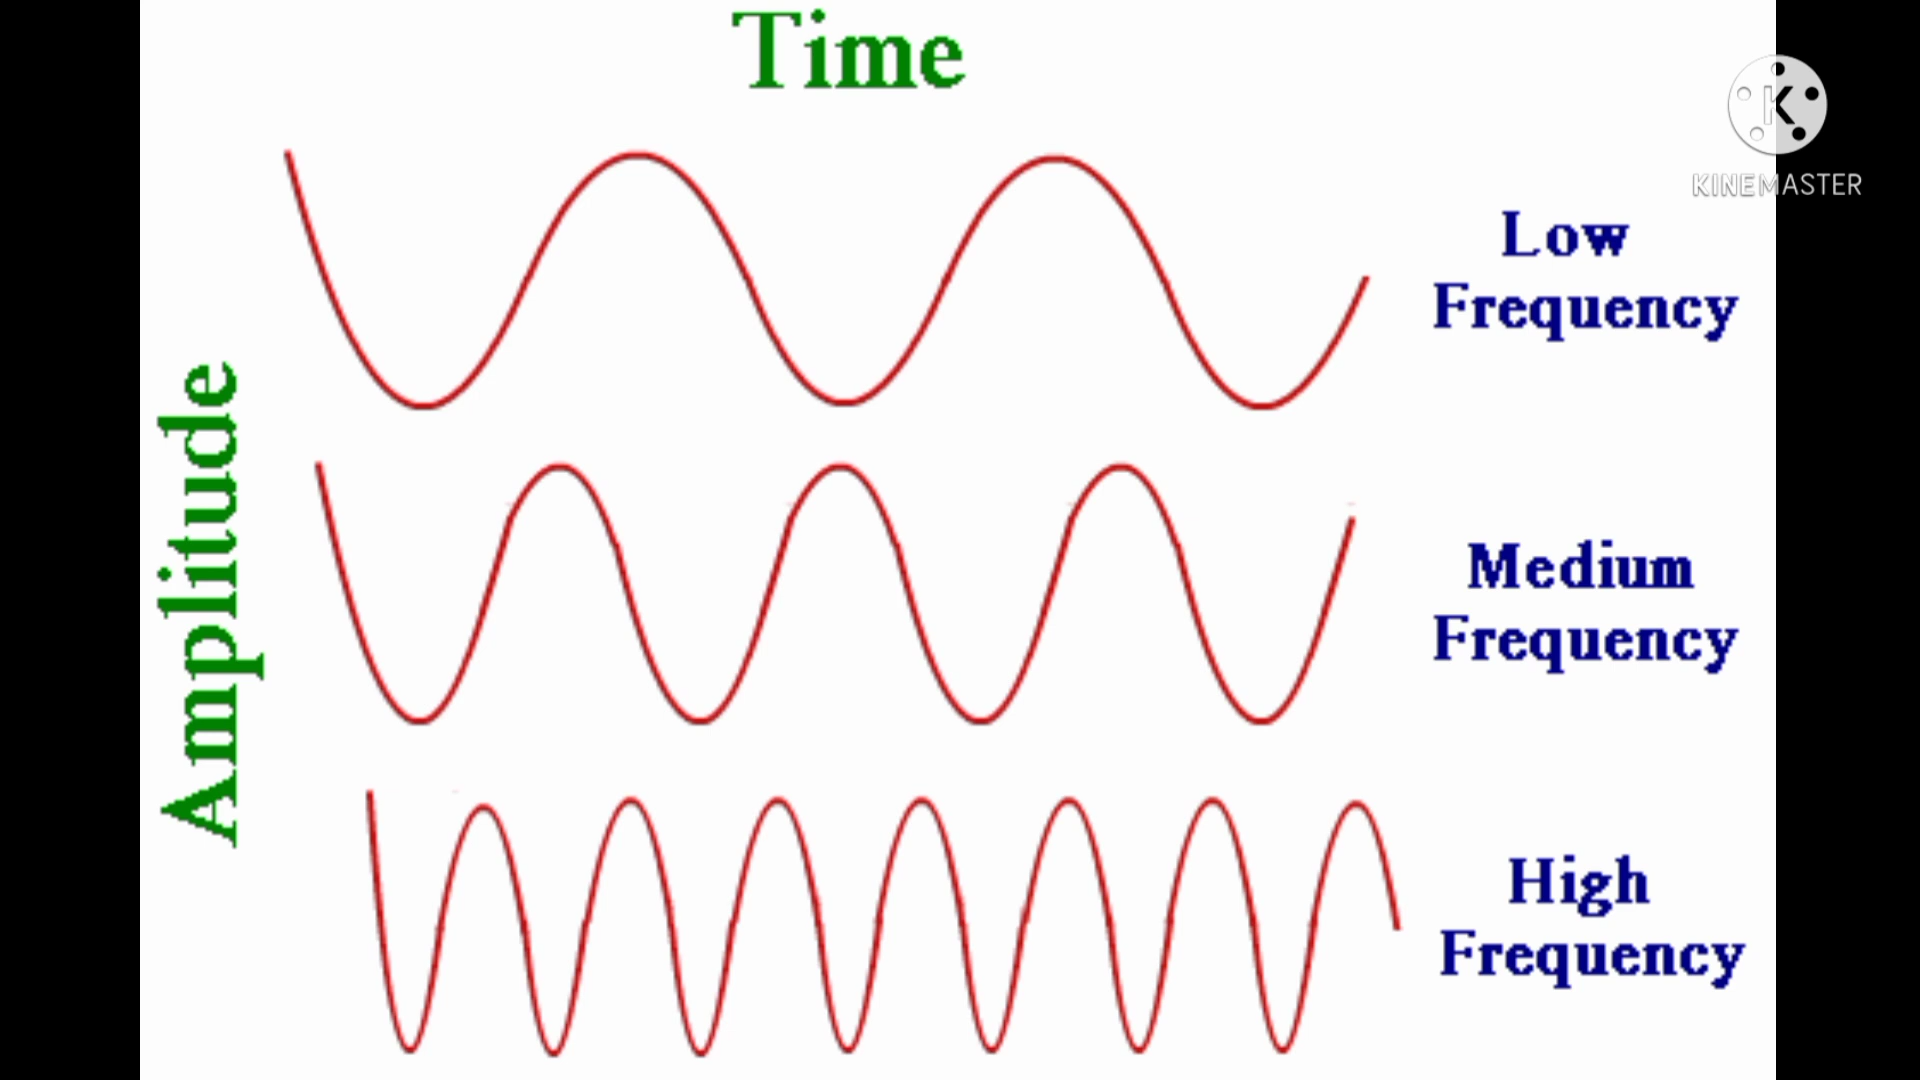 Time
K
KINEMASTER
Low
Frequency
Amplitude
Medium
Frequency
High
Frequency